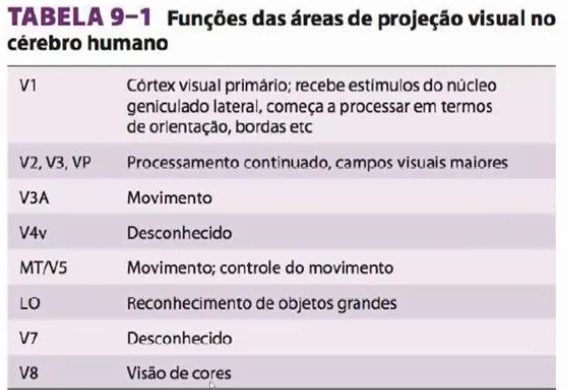 TABELA 9–1 Funções das áreas de projeção visual no
cérebro humano
V1 Córtex visual primário; recebe estímulos do núcleo
geniculado lateral, começa a processar em termos
de orientação, bordas etc
V2, V3, VP Processamento continuado, campos visuais maiores
V3A Movimento
V4v Desconhecido
MT/V5 Movimento; controle do movimento
LO Reconhecimento de objetos grandes
V7 Desconhecido
V8 Visão de cores